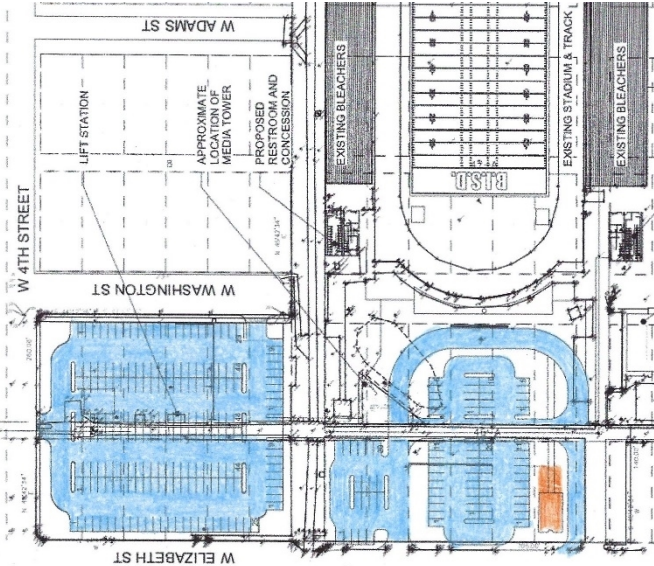 W ADAMS ST
W 4TH STREET
LIFT STATION
APPROXIMATE
LOCATION OF
MEDIA TOWER
PROPOSED
RESTROOM AND
CONCESSION
EXISTING BLEACHERS
B.I.S.D.
EXISTING STADIUM & TRACK
EXISTING BLEACHERS
W WASHINGTON ST
W ELIZABETH ST